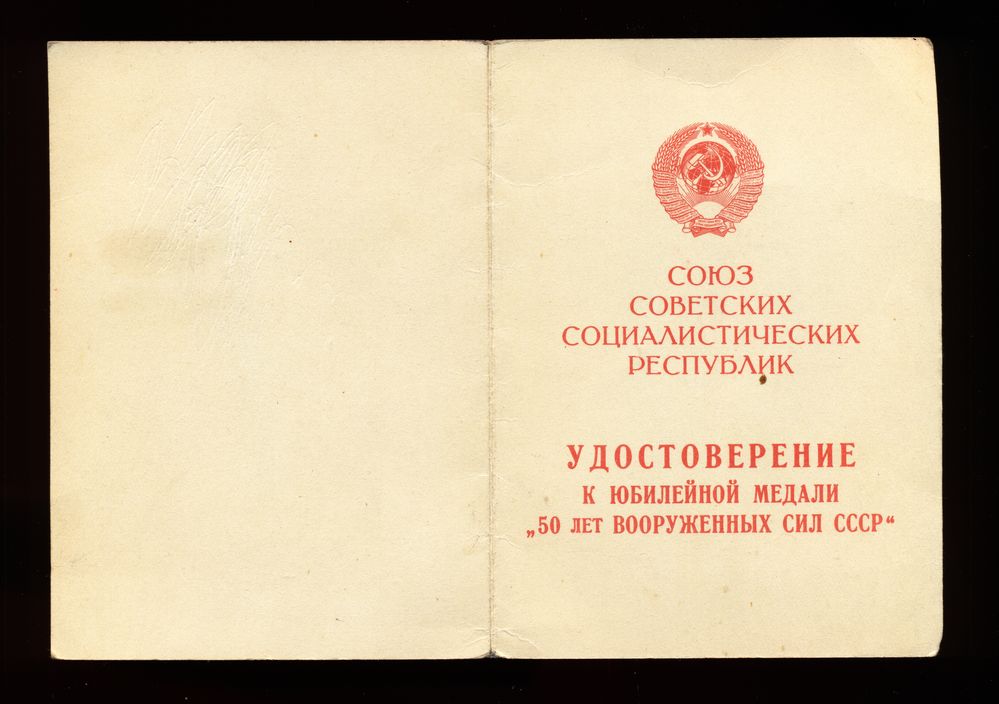 СОЮЗ
СОВЕТСКИХ
СОЦИАЛИСТИЧЕСКИХ
РЕСПУБЛИК
УДОСТОВЕРЕНИЕ
К ЮБИЛЕЙНОЙ МЕДАЛИ
„50 ЛЕТ ВООРУЖЕННЫХ СИЛ СССР“